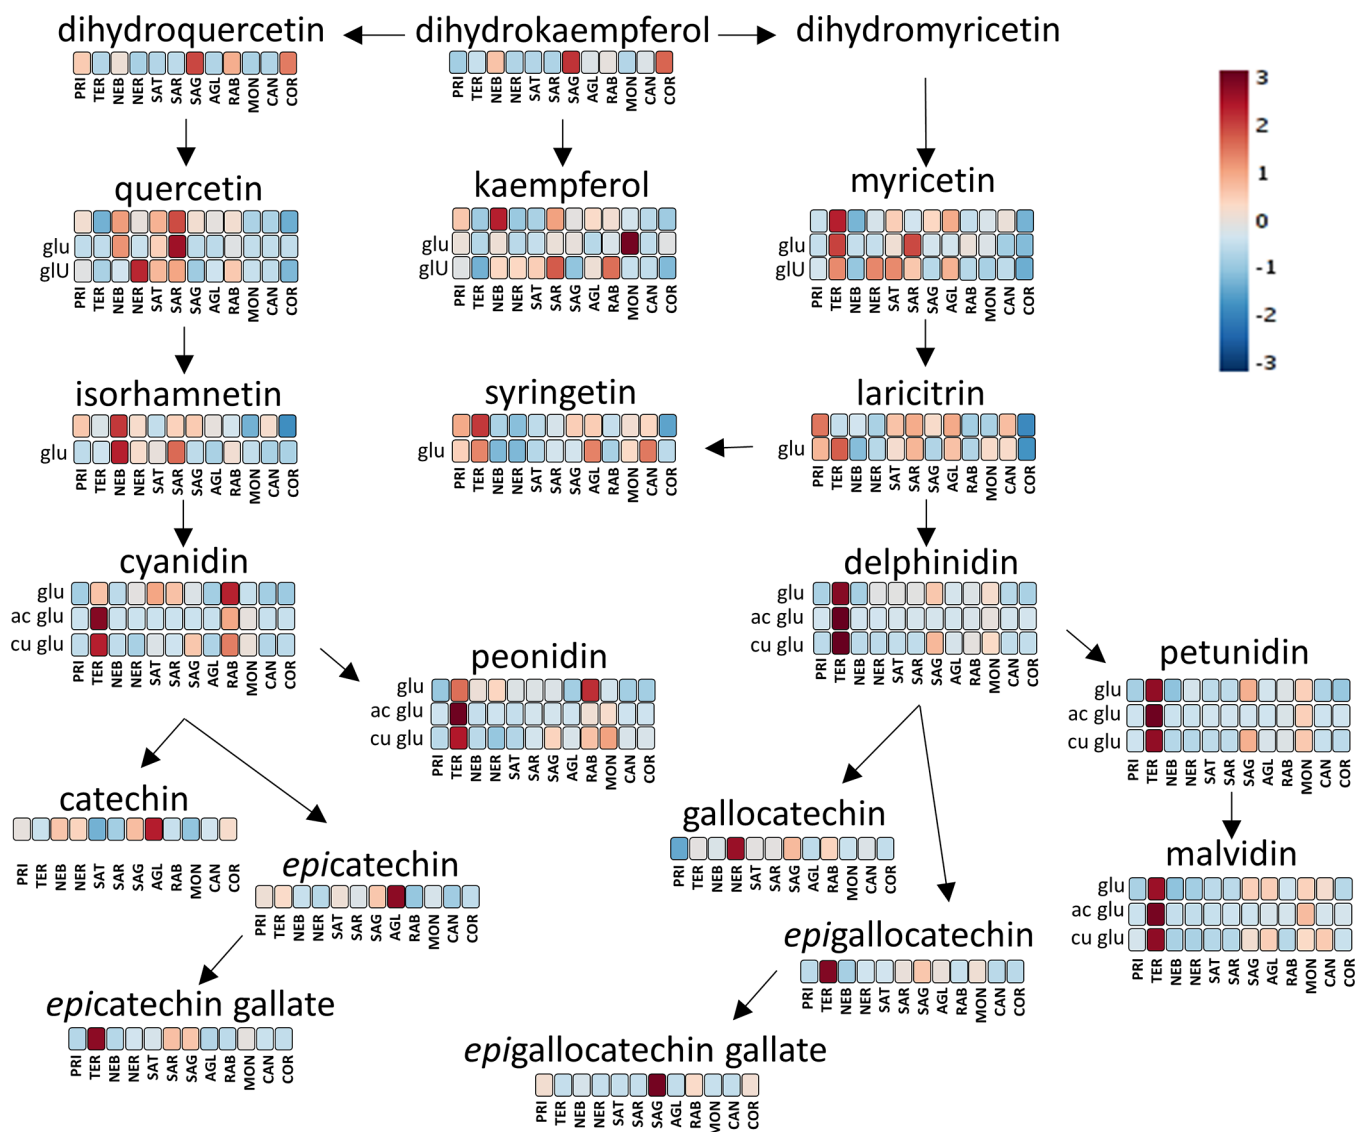 dihydroquercetin dihydrokaempferol dihydromyricetin
PRI TER NEB NER SAT SAR SAG AGL RAB MON CAN COR
PRI TER NEB NER SAT SAR SAG AGL RAB MON CAN COR
3
2
1
0
-1
-2
-3
quercetin
glu
glU
PRI TER NEB NER SAT SAR SAG AGL RAB MON CAN COR
kaempferol
glu
glU
PRI TER NEB NER SAT SAR SAG AGL RAB MON CAN COR
myricetin
glu
glU
PRI TER NEB NER SAT SAR SAG AGL RAB MON CAN COR
isorhamnetin
glu
PRI TER NEB NER SAT SAR SAG AGL RAB MON CAN COR
syringetin
glu
PRI TER NEB NER SAT SAR SAG AGL RAB MON CAN COR
laricitrin
glu
PRI TER NEB NER SAT SAR SAG AGL RAB MON CAN COR
cyanidin
glu
ac glu
cu glu
PRI TER NEB NER SAT SAR SAG AGL RAB MON CAN COR
delphinidin
glu
ac glu
cu glu
PRI TER NEB NER SAT SAR SAG AGL RAB MON CAN COR
peonidin
glu
ac glu
cu glu
PRI TER NEB NER SAT SAR SAG AGL RAB MON CAN COR
petunidin
glu
ac glu
cu glu
PRI TER NEB NER SAT SAR SAG AGL RAB MON CAN COR
catechin
PRI TER NEB NER SAT SAR SAG AGL RAB MON CAN COR
epicatechin
PRI TER NEB NER SAT SAR SAG AGL RAB MON CAN COR
gallocatechin
PRI TER NEB NER SAT SAR SAG AGL RAB MON CAN COR
malvidin
glu
ac glu
cu glu
PRI TER NEB NER SAT SAR SAG AGL RAB MON CAN COR
epigallocatechin
PRI TER NEB NER SAT SAR SAG AGL RAB MON CAN COR
epicatechin gallate
PRI TER NEB NER SAT SAR SAG AGL RAB MON CAN COR
epigallocatechin gallate
PRI TER NEB NER SAT SAR SAG AGL RAB MON CAN COR